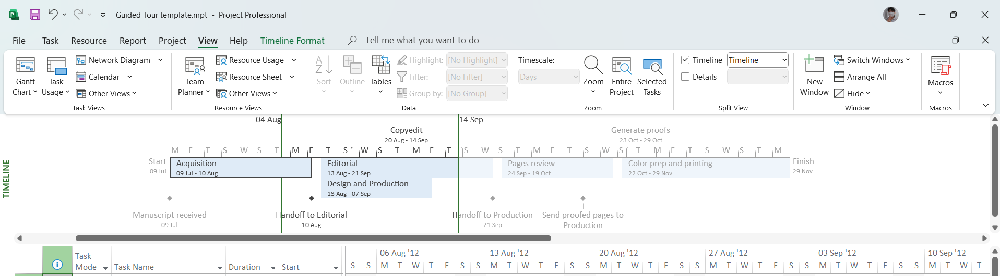 Guided Tour template.mpt - Project Professional
File Task Resource Report Project View Help Timeline Format Tell me what you want to do
Gantt Chart
Task Usage
Network Diagram
Calendar
Other Views
Task Views
Team Planner
Resource Usage
Resource Sheet
Other Views
Resource Views
Sort
Outline
Tables
Highlight: [No Highlight]
Filter: [No Filter]
Group by: [No Group]
Data
Timescale:
Days
Zoom
Entire Project
Selected Tasks
Zoom
Timeline Timeline
Details
Split View
New Window
Switch Windows
Arrange All
Hide
Window
Macros
Macros
TIMELINE
04 Aug 14 Sep
Copyedit
20 Aug - 14 Sep
Generate proofs
23 Oct - 29 Oct
M F T S W S T M F T S W S T M F T S W S T M F T S W S T M F T S W S T M
Start
09 Jul
Acquisition
09 Jul - 10 Aug
Editorial
13 Aug - 21 Sep
Pages review
24 Sep - 19 Oct
Color prep and printing
22 Oct - 29 Nov
Finish
29 Nov
Design and Production
13 Aug - 07 Sep
Manuscript received
09 Jul
Handoff to Editorial
10 Aug
Handoff to Production
21 Sep
Send proofed pages to
Production
Task Mode
Task Name
Duration
Start
06 Aug '12 13 Aug '12 20 Aug '12 27 Aug '12 03 Sep '12 10 Sep '12
S S M T W T F S S M T W T F S S M T W T F S S M T W T F S S M T W T F S S M T W T